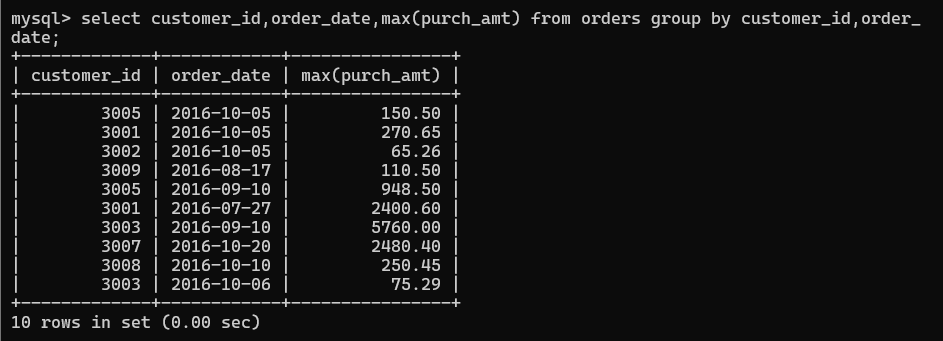 mysql> select customer_id,order_date,max(purch_amt) from orders group by customer_id,order_
date;
+-------------+------------+----------------+
| customer_id | order_date | max(purch_amt) |
+-------------+------------+----------------+
|        3005 | 2016-10-05 |         150.50 |
|        3001 | 2016-10-05 |         270.65 |
|        3002 | 2016-10-05 |          65.26 |
|        3009 | 2016-08-17 |         110.50 |
|        3005 | 2016-09-10 |         948.50 |
|        3001 | 2016-07-27 |        2400.60 |
|        3003 | 2016-09-10 |        5760.00 |
|        3007 | 2016-10-20 |        2480.40 |
|        3008 | 2016-10-10 |         250.45 |
|        3003 | 2016-10-06 |          75.29 |
+-------------+------------+----------------+
10 rows in set (0.00 sec)